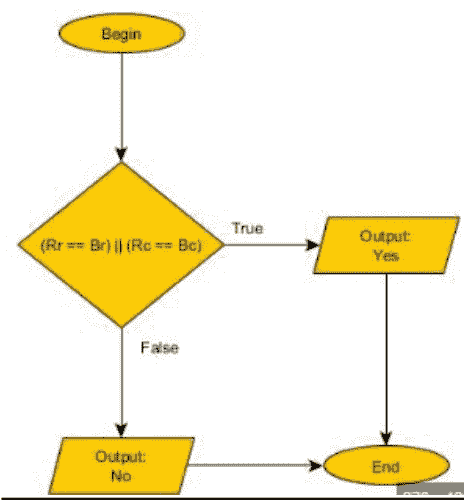 Begin
(Rr == Br) || (Rc == Bc)
True
Output:
Yes
False
Output:
No
End